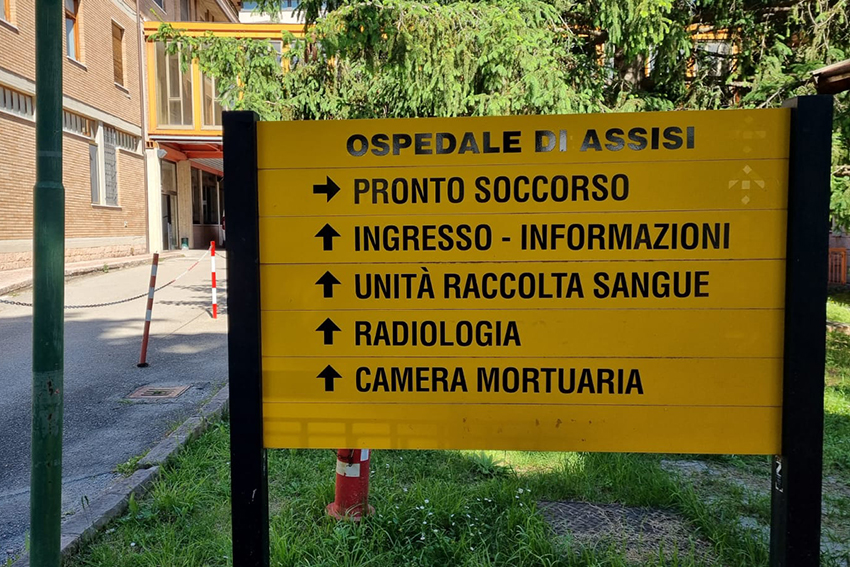 OSPEDALE DI ASSISI
→ PRONTO SOCCORSO
↑ INGRESSO - INFORMAZIONI
↑ UNITÀ RACCOLTA SANGUE
↑ RADIOLOGIA
↑ CAMERA MORTUARIA